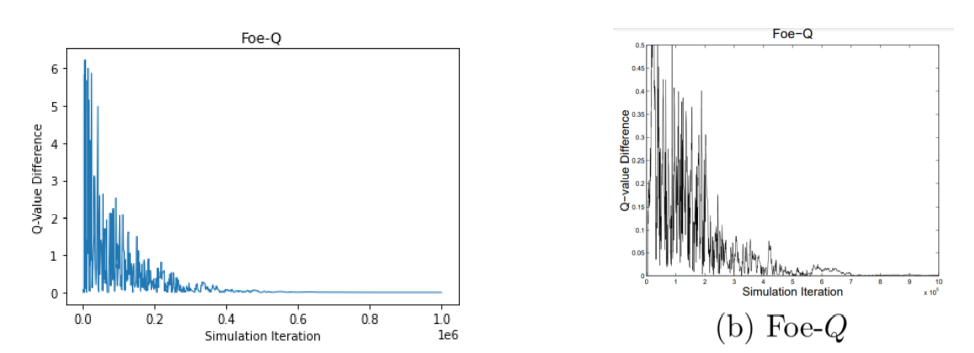 Foe-Q
6
5
4
3
2
1
0
Q-Value Difference
0.0 0.2 0.4 0.6 0.8 1.0
1e6
Simulation Iteration
Foe−Q
0.5
0.45
0.4
0.35
0.3
0.25
0.2
0.15
0.1
0.05
0
Q−value Difference
0 1 2 3 4 5 6 7 8 9 10
Simulation Iteration
(b) Foe-Q